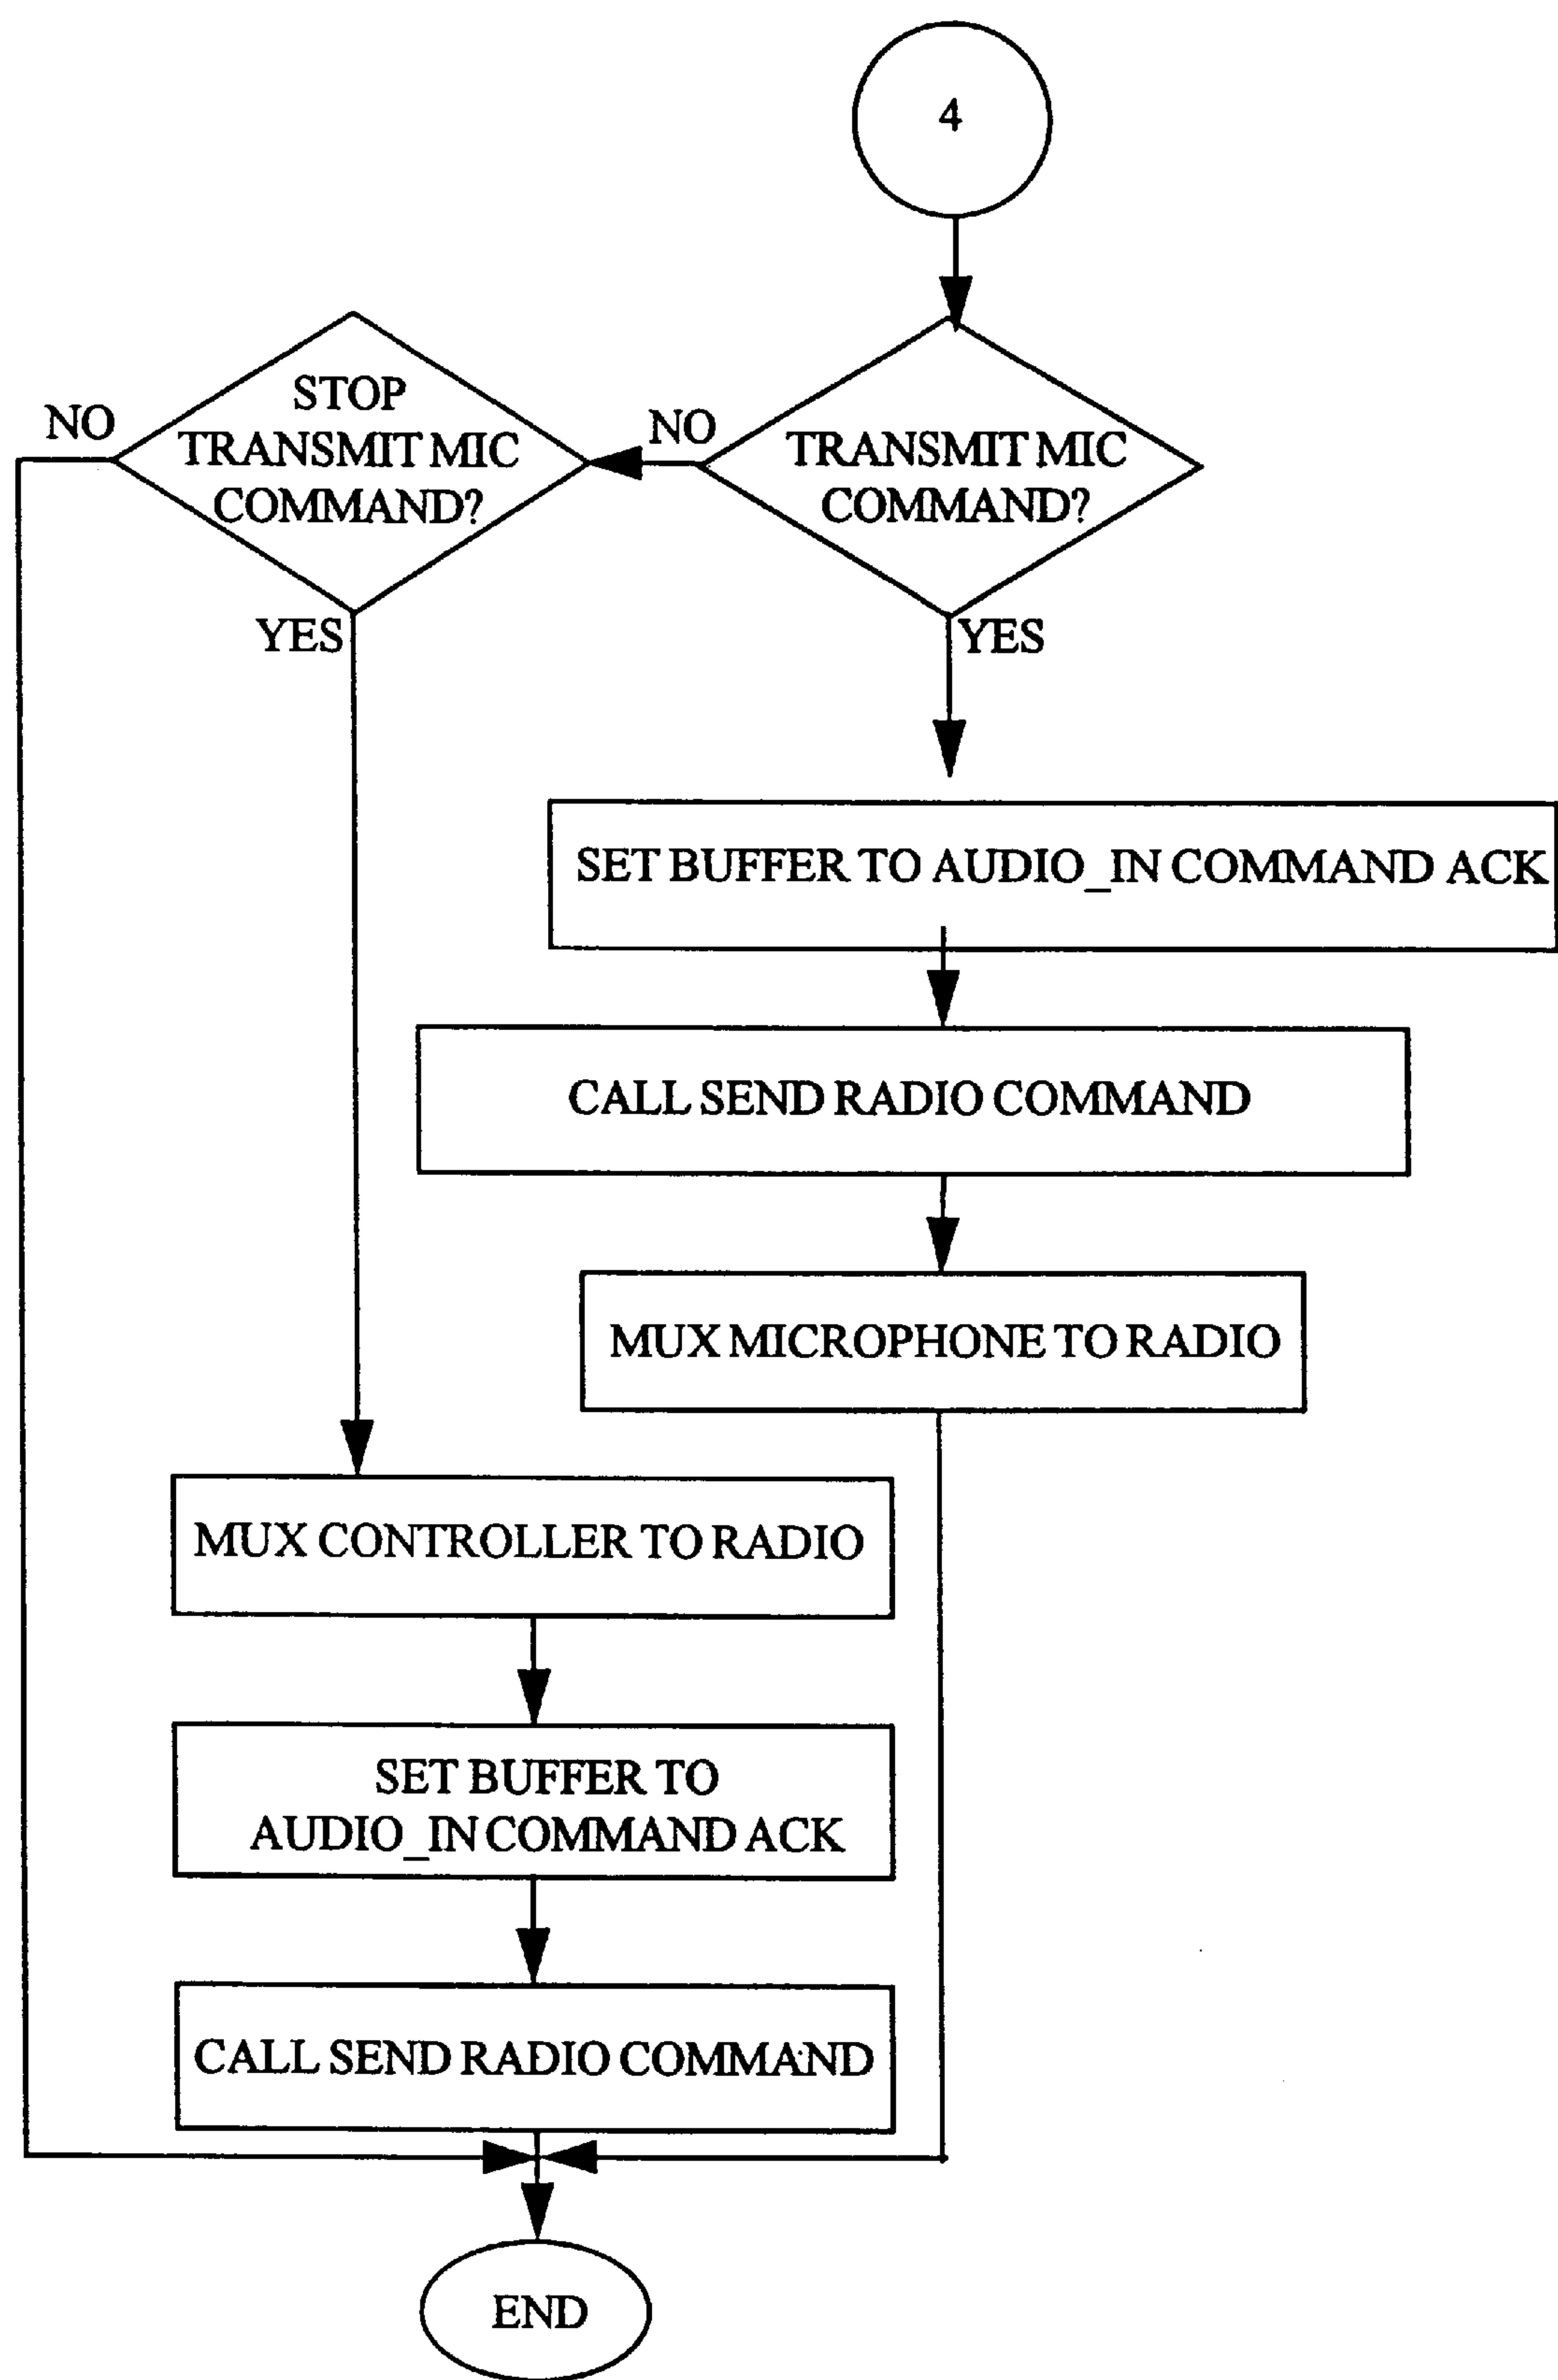 4
STOP
TRANSMIT MIC
COMMAND?
NO
NO
TRANSMIT MIC
COMMAND?
YES
YES
SET BUFFER TO AUDIO_IN COMMAND ACK
CALL SEND RADIO COMMAND
MUX MICROPHONE TO RADIO
MUX CONTROLLER TO RADIO
SET BUFFER TO
AUDIO_IN COMMAND ACK
CALL SEND RADIO COMMAND
END